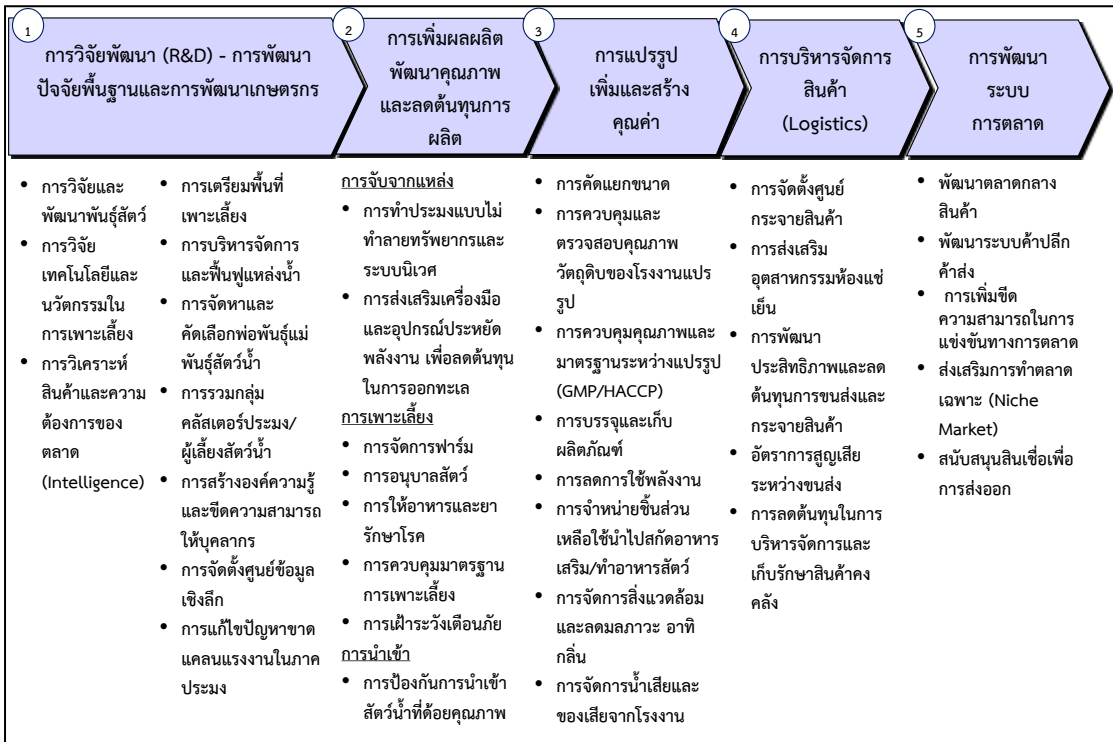 1
การวิจัยพัฒนา (R&D) - การพัฒนา
ปัจจัยพื้นฐานและการพัฒนาเกษตรกร
2
การเพิ่มผลผลิต
พัฒนาคุณภาพ
และลดต้นทุนการ
ผลิต
3
การแปรรูป
เพิ่มและสร้าง
คุณค่า
4
การบริหารจัดการ
สินค้า
(Logistics)
5
การพัฒนา
ระบบ
การตลาด
• การวิจัยและ
พัฒนาพันธุ์สัตว์
• การวิจัย
เทคโนโลยีและ
นวัตกรรมใน
การเพาะเลี้ยง
• การวิเคราะห์
สินค้าและความ
ต้องการของ
ตลาด
(Intelligence)
• การเตรียมพื้นที่
เพาะเลี้ยง
• การบริหารจัดการ
และฟื้นฟูแหล่งน้ำ
• การจัดหาและ
คัดเลือกพ่อพันธุ์แม่
พันธุ์สัตว์น้ำ
• การรวมกลุ่ม
คลัสเตอร์ประมง/
ผู้เลี้ยงสัตว์น้ำ
• การสร้างองค์ความรู้
และขีดความสามารถ
ให้บุคลากร
• การจัดตั้งศูนย์ข้อมูล
เชิงลึก
• การแก้ไขปัญหาขาด
แคลนแรงงานในภาค
ประมง
การจับจากแหล่ง
• การทำประมงแบบไม่
ทำลายทรัพยากรและ
ระบบนิเวศ
• การส่งเสริมเครื่องมือ
และอุปกรณ์ประหยัด
พลังงาน เพื่อลดต้นทุน
ในการออกทะเล
การเพาะเลี้ยง
• การจัดการฟาร์ม
• การอนุบาลสัตว์
• การให้อาหารและยา
รักษาโรค
• การควบคุมมาตรฐาน
การเพาะเลี้ยง
• การเฝ้าระวังเตือนภัย
การนำเข้า
• การป้องกันการนำเข้า
สัตว์น้ำที่ด้อยคุณภาพ
• การคัดแยกขนาด
• การควบคุมและ
ตรวจสอบคุณภาพ
วัตถุดิบของโรงงานแปร
รูป
• การควบคุมคุณภาพและ
มาตรฐานระหว่างแปรรูป
(GMP/HACCP)
• การบรรจุและเก็บ
ผลิตภัณฑ์
• การลดการใช้พลังงาน
• การจำหน่ายชิ้นส่วน
เหลือใช้นำไปสกัดอาหาร
เสริม/ทำอาหารสัตว์
• การจัดการสิ่งแวดล้อม
และลดมลภาวะ อาทิ
กลิ่น
• การจัดการน้ำเสียและ
ของเสียจากโรงงาน
• การจัดตั้งศูนย์
กระจายสินค้า
• การส่งเสริม
อุตสาหกรรมห้องแช่
เย็น
• การพัฒนา
ประสิทธิภาพและลด
ต้นทุนการขนส่งและ
กระจายสินค้า
• อัตราการสูญเสีย
ระหว่างขนส่ง
• การลดต้นทุนในการ
บริหารจัดการและ
เก็บรักษาสินค้าคง
คลัง
• พัฒนาตลาดกลาง
สินค้า
• พัฒนาระบบค้าปลีก
ค้าส่ง
• การเพิ่มขีด
ความสามารถในการ
แข่งขันทางการตลาด
• ส่งเสริมการทำตลาด
เฉพาะ (Niche
Market)
• สนับสนุนสินเชื่อเพื่อ
การส่งออก